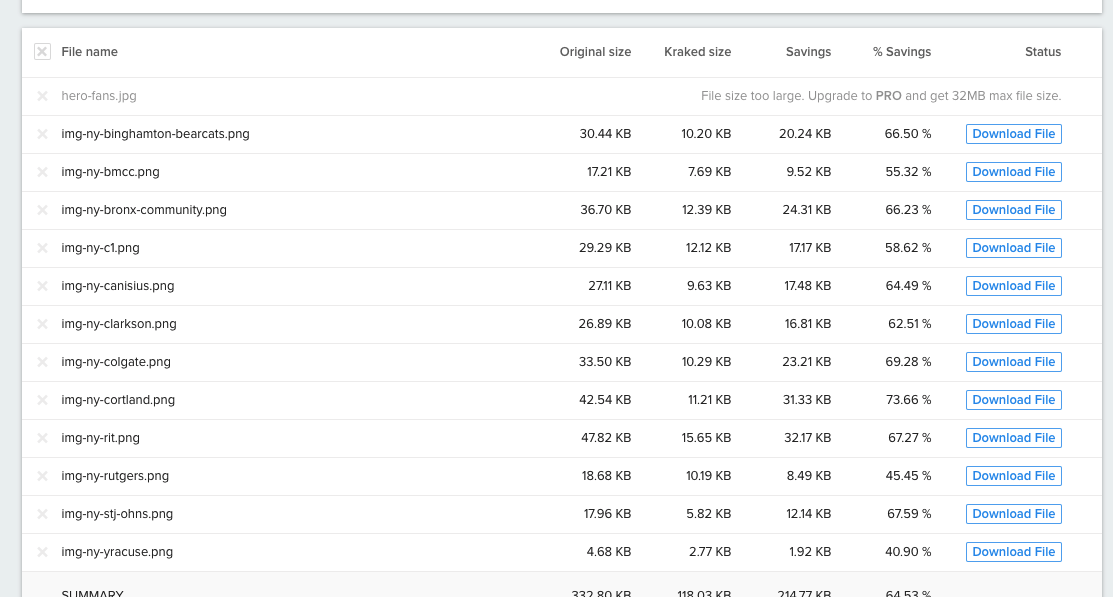 File name Original size Kraked size Savings % Savings Status
hero-fans.jpg File size too large. Upgrade to PRO and get 32MB max file size.
img-ny-binghamton-bearcats.png 30.44 KB 10.20 KB 20.24 KB 66.50 % Download File
img-ny-bmcc.png 17.21 KB 7.69 KB 9.52 KB 55.32 % Download File
img-ny-bronx-community.png 36.70 KB 12.39 KB 24.31 KB 66.23 % Download File
img-ny-c1.png 29.29 KB 12.12 KB 17.17 KB 58.62 % Download File
img-ny-canisius.png 27.11 KB 9.63 KB 17.48 KB 64.49 % Download File
img-ny-clarkson.png 26.89 KB 10.08 KB 16.81 KB 62.51 % Download File
img-ny-colgate.png 33.50 KB 10.29 KB 23.21 KB 69.28 % Download File
img-ny-cortland.png 42.54 KB 11.21 KB 31.33 KB 73.66 % Download File
img-ny-rit.png 47.82 KB 15.65 KB 32.17 KB 67.27 % Download File
img-ny-rutgers.png 18.68 KB 10.19 KB 8.49 KB 45.45 % Download File
img-ny-stj-ohns.png 17.96 KB 5.82 KB 12.14 KB 67.59 % Download File
img-ny-yracuse.png 4.68 KB 2.77 KB 1.92 KB 40.90 % Download File
SUMMARY 332.80 KB 118.03 KB 214.77 KB 64.53 %